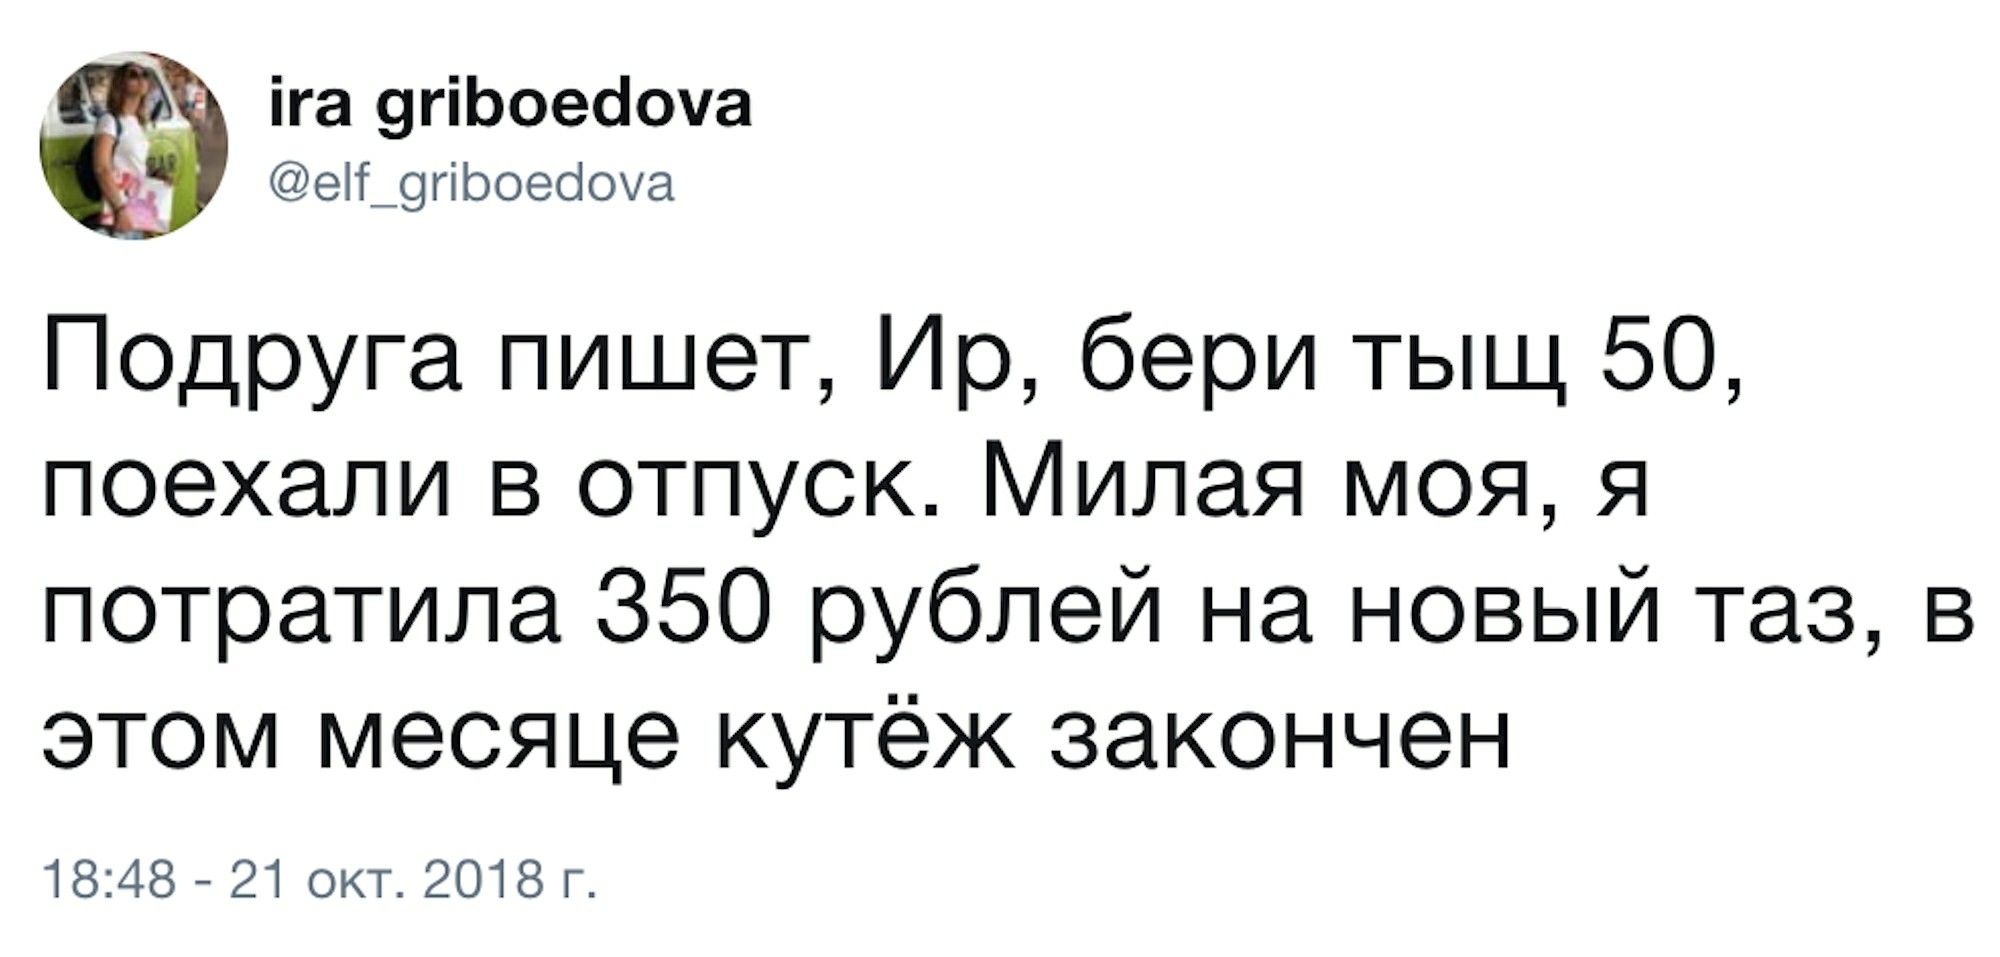 ira griboedova
@elf_griboedova
Подруга пишет, Ир, бери тыщ 50,
поехали в отпуск. Милая моя, я
потратила 350 рублей на новый таз, в
этом месяце кутёж закончен
18:48 - 21 окт. 2018 г.